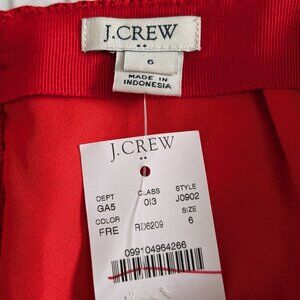 J.CREW
6
MADE IN
INDONESIA
J.CREW
DEPT CLASS STYLE
GA5 013 J0902
COLOR SIZE
FRE RD6209 6
099104964266